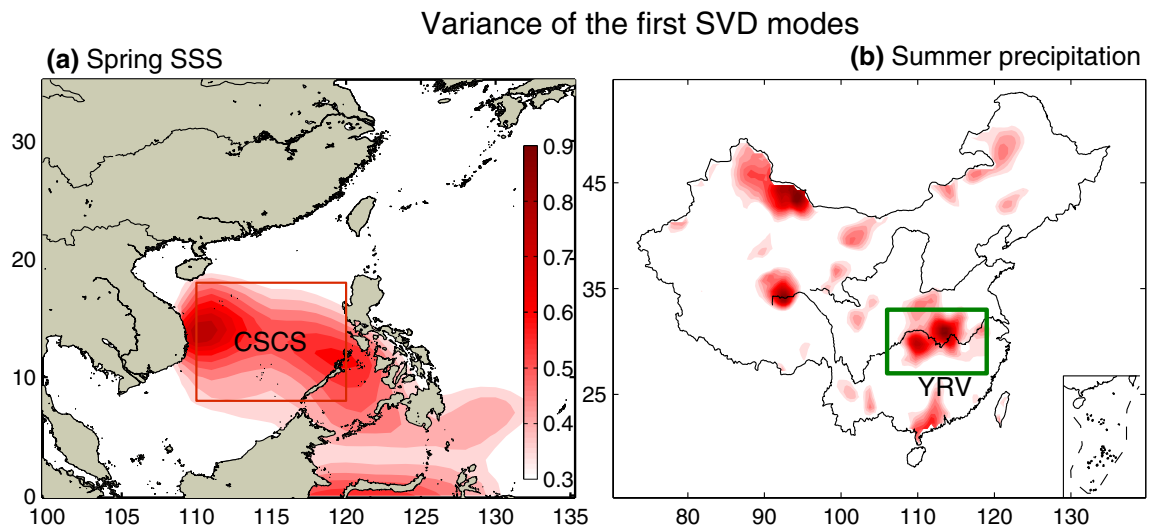 Variance of the first SVD modes
(a) Spring SSS
(b) Summer precipitation
30
20
10
0
100 105 110 115 120 125 130 135
0.9
0.8
0.7
0.6
0.5
0.4
0.3
CSCS
45
35
25
80 90 100 110 120 130
YRV